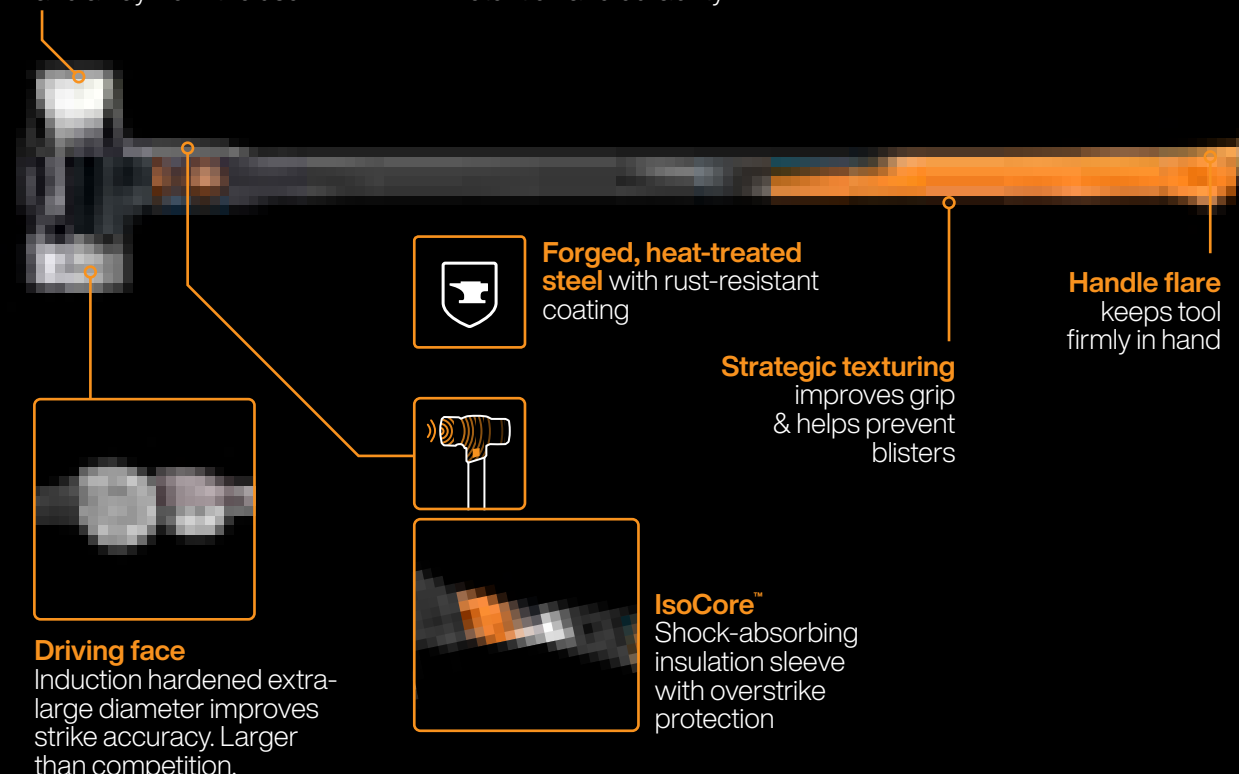 Forged, heat-treated
steel with rust-resistant
coating
Handle flare
keeps tool
firmly in hand
Strategic texturing
improves grip
& helps prevent
blisters
IsoCore™
Shock-absorbing
insulation sleeve
with overstrike
protection
Driving face
Induction hardened extra-
large diameter improves
strike accuracy. Larger
than competition.